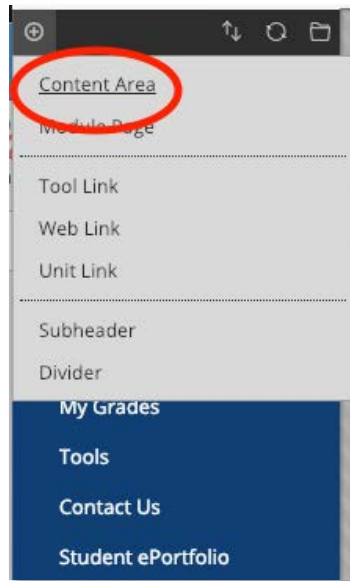 Content Area
Module Page
Tool Link
Web Link
Unit Link
Subheader
Divider
My Grades
Tools
Contact Us
Student ePortfolio